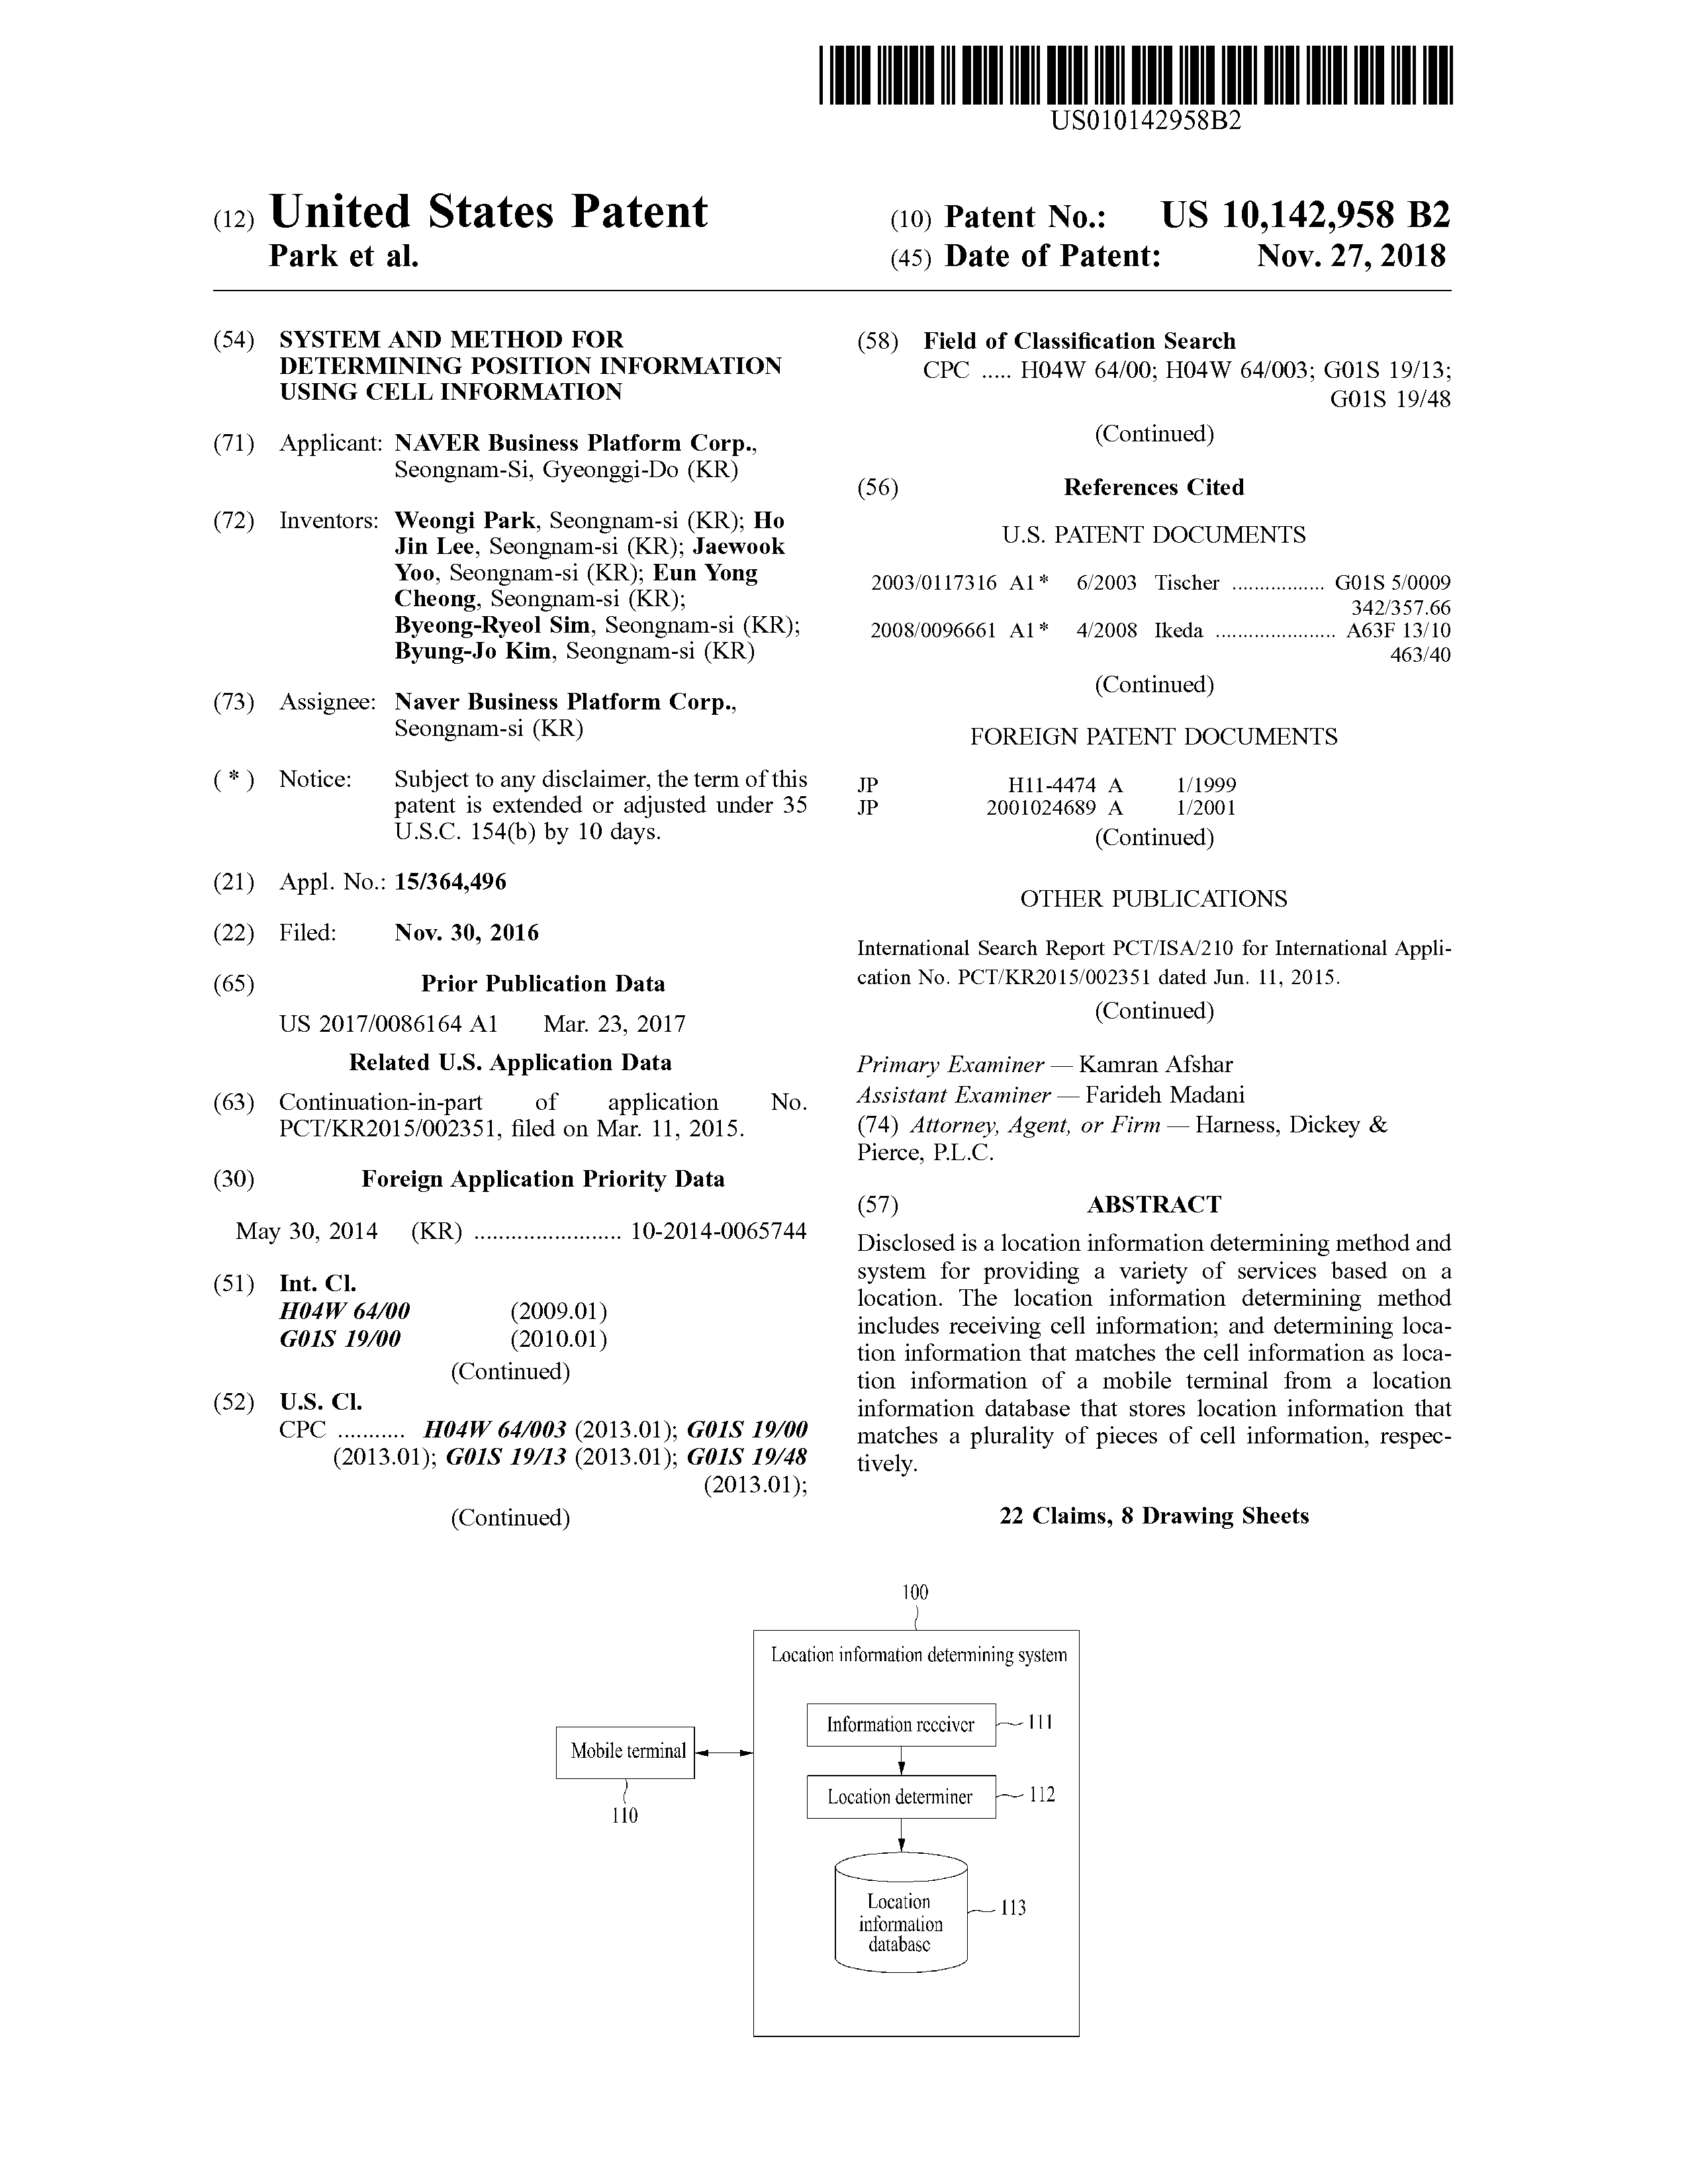 US010142958B2
(12) United States Patent
Park et al.
(10) Patent No.: US 10,142,958 B2
(45) Date of Patent: Nov. 27, 2018
(54) SYSTEM AND METHOD FOR
DETERMINING POSITION INFORMATION
USING CELL INFORMATION
(71) Applicant: NAVER Business Platform Corp.,
Seongnam-Si, Gyeonggi-Do (KR)
(72) Inventors: Weongi Park, Seongnam-si (KR); Ho
Jin Lee, Seongnam-si (KR); Jaewook
Yoo, Seongnam-si (KR); Eun Yong
Cheong, Seongnam-si (KR);
Byeong-Ryeol Sim, Seongnam-si (KR);
Byung-Jo Kim, Seongnam-si (KR)
(73) Assignee: Naver Business Platform Corp.,
Seongnam-si (KR)
( * ) Notice: Subject to any disclaimer, the term of this
patent is extended or adjusted under 35
U.S.C. 154(b) by 10 days.
(21) Appl. No.: 15/364,496
(22) Filed: Nov. 30, 2016
(65) Prior Publication Data
US 2017/0086164 A1 Mar. 23, 2017
Related U.S. Application Data
(63) Continuation-in-part of application No.
PCT/KR2015/002351, filed on Mar. 11, 2015.
(30) Foreign Application Priority Data
May 30, 2014 (KR) ........................ 10-2014-0065744
(51) Int. Cl.
H04W 64/00 (2009.01)
G01S 19/00 (2010.01)
(Continued)
(52) U.S. Cl.
CPC ........... H04W 64/003 (2013.01); G01S 19/00
(2013.01); G01S 19/13 (2013.01); G01S 19/48
(2013.01);
(Continued)
(58) Field of Classification Search
CPC ..... H04W 64/00; H04W 64/003; G01S 19/13;
G01S 19/48
(Continued)
(56) References Cited
U.S. PATENT DOCUMENTS
2003/0117316 A1* 6/2003 Tischer ................. G01S 5/0009
342/357.66
2008/0096661 A1* 4/2008 Ikeda ...................... A63F 13/10
463/40
(Continued)
FOREIGN PATENT DOCUMENTS
JP H11-4474 A 1/1999
JP 2001024689 A 1/2001
(Continued)
OTHER PUBLICATIONS
International Search Report PCT/ISA/210 for International Appli-
cation No. PCT/KR2015/002351 dated Jun. 11, 2015.
(Continued)
Primary Examiner — Kamran Afshar
Assistant Examiner — Farideh Madani
(74) Attorney, Agent, or Firm — Harness, Dickey &
Pierce, P.L.C.
(57) ABSTRACT
Disclosed is a location information determining method and
system for providing a variety of services based on a
location. The location information determining method
includes receiving cell information; and determining loca-
tion information that matches the cell information as loca-
tion information of a mobile terminal from a location
information database that stores location information that
matches a plurality of pieces of cell information, respec-
tively.
22 Claims, 8 Drawing Sheets
100
Location information determining system
Information receiver 111
Mobile terminal
110
Location determiner 112
Location
information
database
113